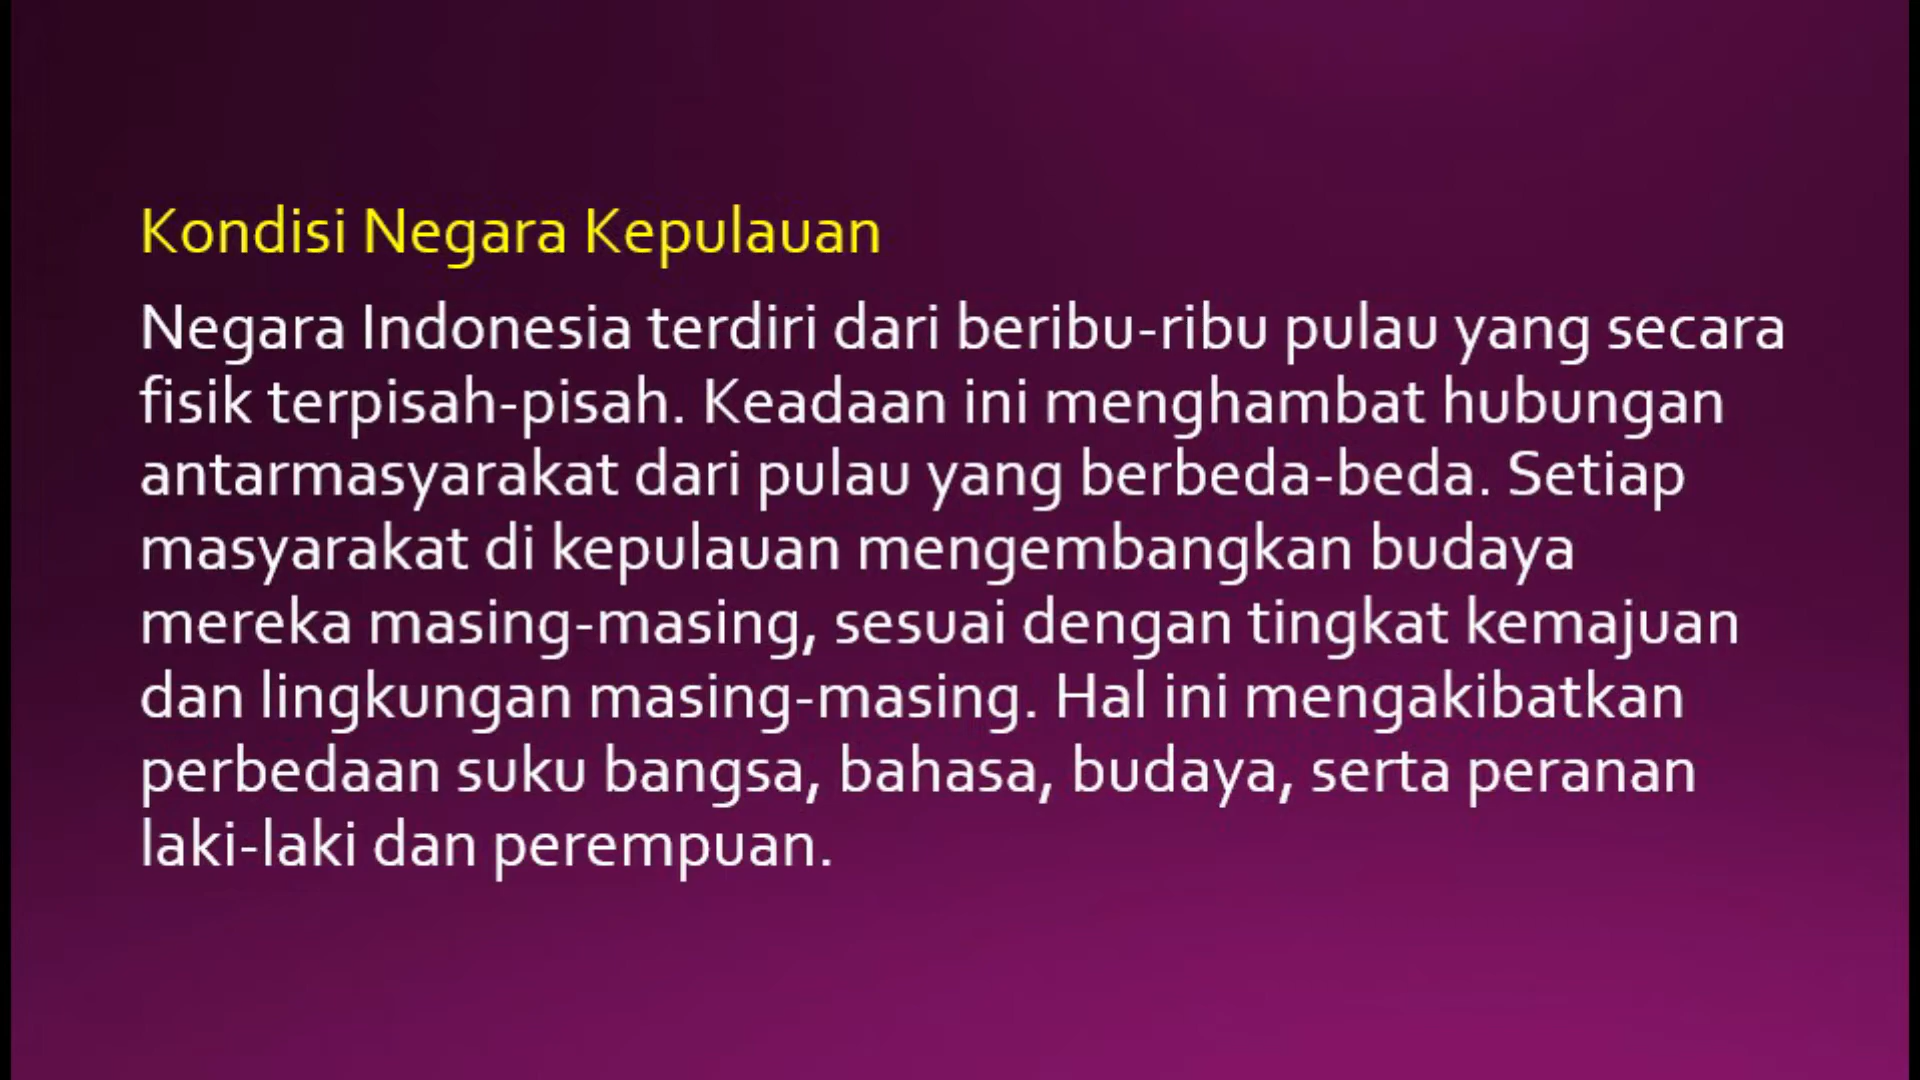 Kondisi Negara Kepulauan
Negara Indonesia terdiri dari beribu-ribu pulau yang secara
fisik terpisah-pisah. Keadaan ini menghambat hubungan
antarmasyarakat dari pulau yang berbeda-beda. Setiap
masyarakat di kepulauan mengembangkan budaya
mereka masing-masing, sesuai dengan tingkat kemajuan
dan lingkungan masing-masing. Hal ini mengakibatkan
perbedaan suku bangsa, bahasa, budaya, serta peranan
laki-laki dan perempuan.